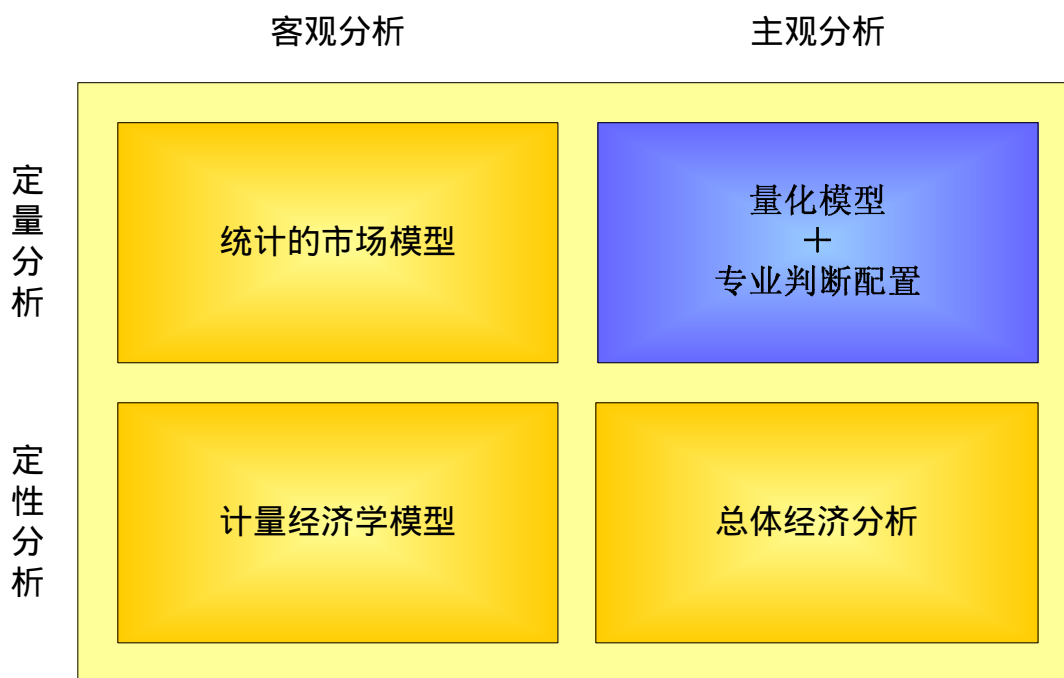 客观分析
主观分析
定量分析
统计的市场模型
量化模型
+
专业判断配置
定性分析
计量经济学模型
总体经济分析